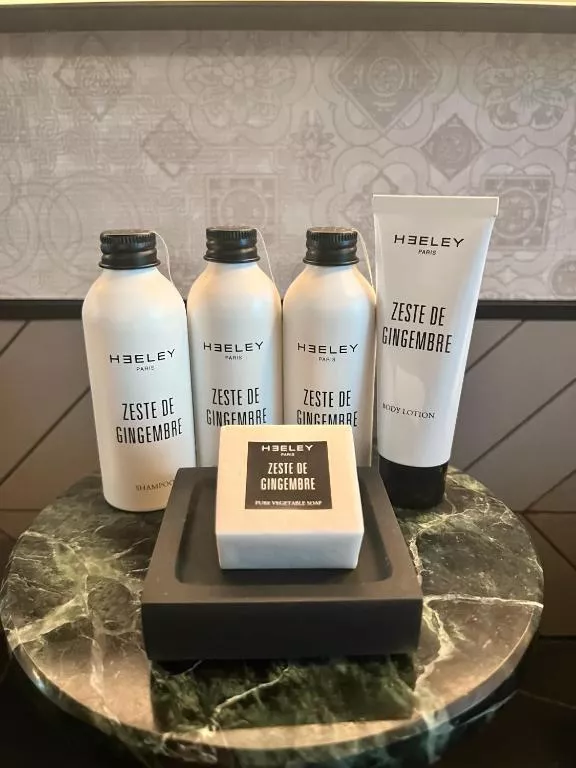 HEELEY
PARIS
ZESTE DE
GINGEMBRE
SHAMPOO
HEELEY
PARIS
ZESTE DE
GINGEMBRE
HEELEY
PARIS
ZESTE DE
GINGEMBRE
HEELEY
PARIS
ZESTE DE
GINGEMBRE
BODY LOTION
HEELEY
PARIS
ZESTE DE
GINGEMBRE
PURE VEGETABLE SOAP